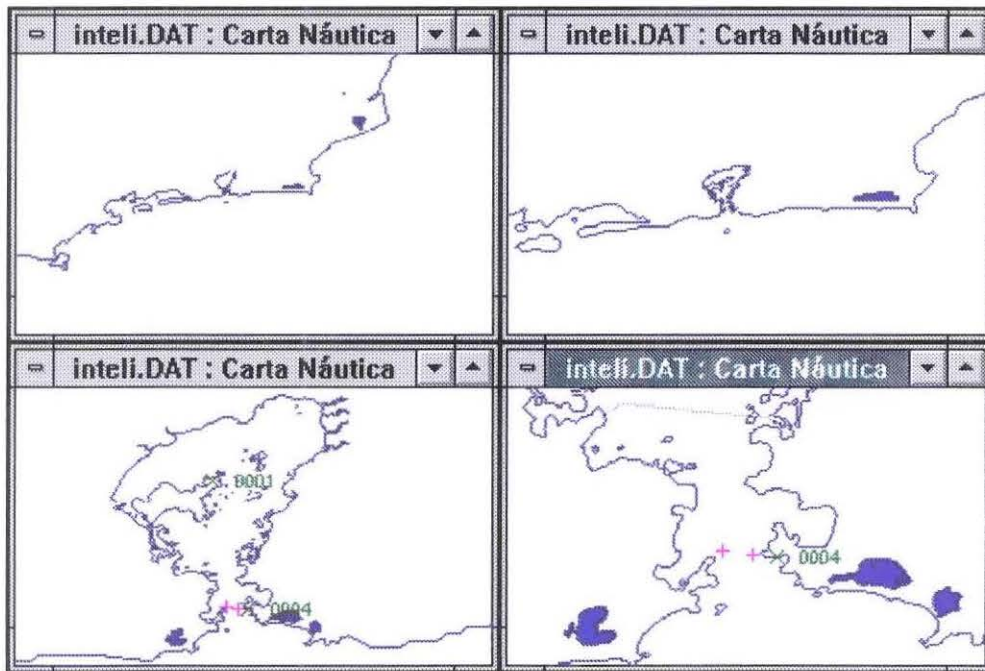 inteli.DAT : Carta Náutica
inteli.DAT : Carta Náutica
inteli.DAT : Carta Náutica
inteli.DAT : Carta Náutica
0001
0004
0004